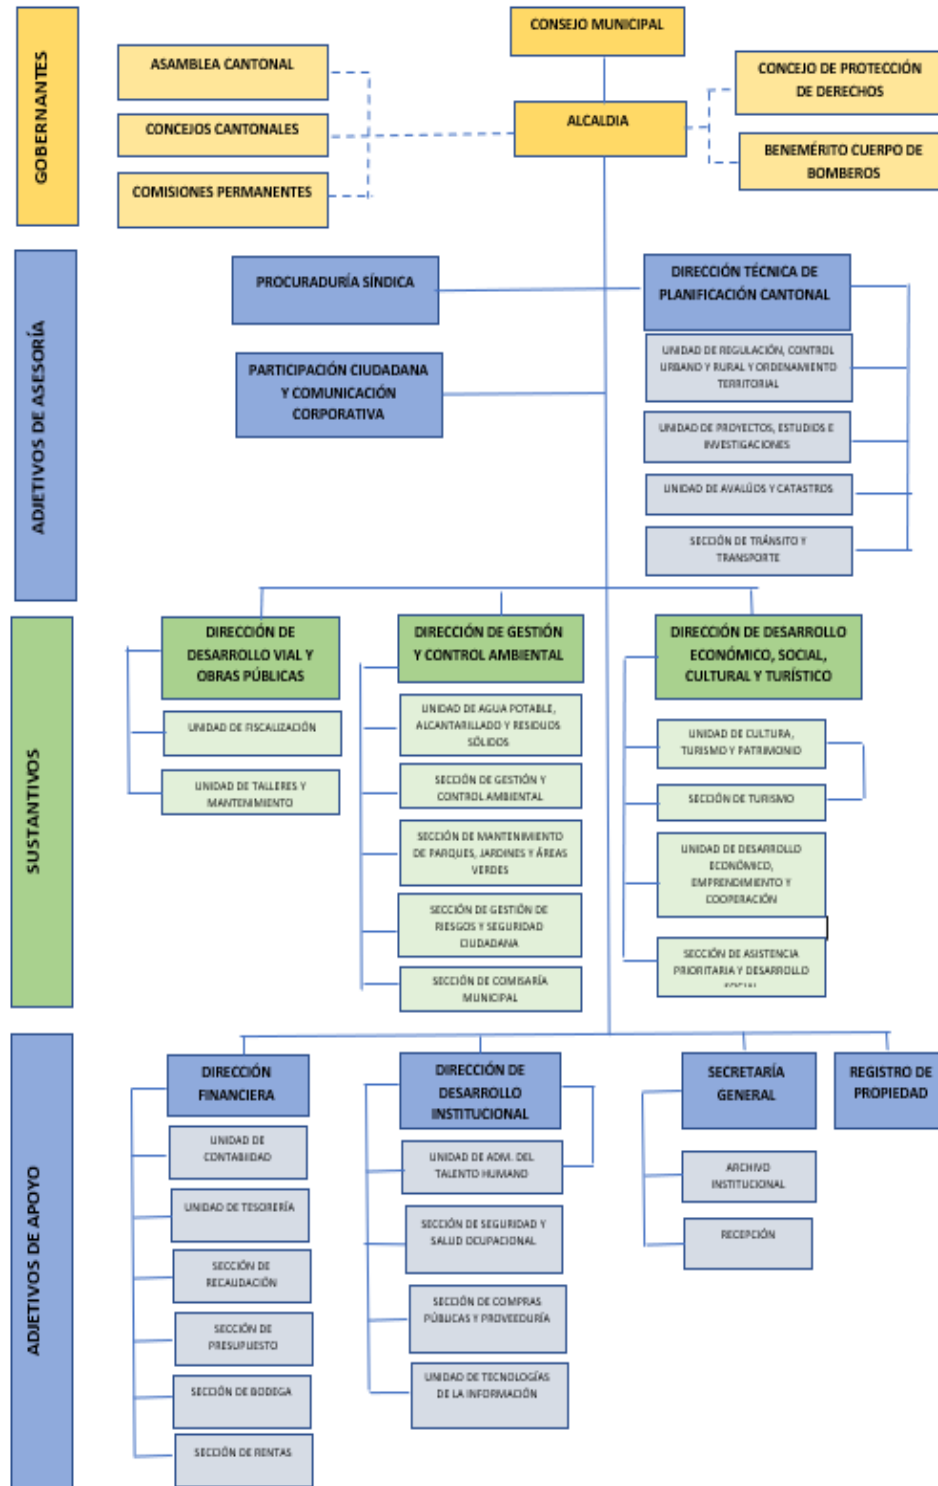 GOBERNANTES
CONSEJO MUNICIPAL
ASAMBLEA CANTONAL
CONCEJOS CANTONALES
COMISIONES PERMANENTES
ALCALDIA
CONCEJO DE PROTECCIÓN
DE DERECHOS
BENEMÉRITO CUERPO DE
BOMBEROS
ADJETIVOS DE ASESORÍA
PROCURADURÍA SÍNDICA
PARTICIPACIÓN CIUDADANA
Y COMUNICACIÓN
CORPORATIVA
DIRECCIÓN TÉCNICA DE
PLANIFICACIÓN CANTONAL
UNIDAD DE REGULACIÓN, CONTROL
URBANO Y RURAL Y ORDENAMIENTO
TERRITORIAL
UNIDAD DE PROYECTOS, ESTUDIOS E
INVESTIGACIONES
UNIDAD DE AVALÚOS Y CATASTROS
SECCIÓN DE TRÁNSITO Y
TRANSPORTE
SUSTANTIVOS
DIRECCIÓN DE
DESARROLLO VIAL Y
OBRAS PÚBLICAS
UNIDAD DE FISCALIZACIÓN
UNIDAD DE TALLERES Y
MANTENIMIENTO
DIRECCIÓN DE GESTIÓN
Y CONTROL AMBIENTAL
UNIDAD DE AGUA POTABLE,
ALCANTARILLADO Y RESIDUOS
SÓLIDOS
SECCIÓN DE GESTIÓN Y
CONTROL AMBIENTAL
SECCIÓN DE MANTENIMIENTO
DE PARQUES, JARDINES Y ÁREAS
VERDES
SECCIÓN DE GESTIÓN DE
RIESGOS Y SEGURIDAD
CIUDADANA
SECCIÓN DE COMISARÍA
MUNICIPAL
DIRECCIÓN DE DESARROLLO
ECONÓMICO, SOCIAL,
CULTURAL Y TURÍSTICO
UNIDAD DE CULTURA,
TURISMO Y PATRIMONIO
SECCIÓN DE TURISMO
UNIDAD DE DESARROLLO
ECONÓMICO,
EMPRENDIMIENTO Y
COOPERACIÓN
SECCIÓN DE ASISTENCIA
PRIORITARIA Y DESARROLLO
SOCIAL
ADJETIVOS DE APOYO
DIRECCIÓN
FINANCIERA
UNIDAD DE
CONTABIIDAD
UNIDAD DE TESORERÍA
SECCIÓN DE
RECAUDACIÓN
SECCIÓN DE
PRESUPUESTO
SECCIÓN DE BODEGA
SECCIÓN DE RENTAS
DIRECCIÓN DE
DESARROLLO
INSTITUCIONAL
UNIDAD DE ADM. DEL
TALENTO HUMANO
SECCIÓN DE SEGURIDAD Y
SALUD OCUPACIONAL
SECCIÓN DE COMPRAS
PÚBLICAS Y PROVEEDURÍA
UNIDAD DE TECNOLOGÍAS
DE LA INFORMACIÓN
SECRETARÍA
GENERAL
ARCHIVO
INSTITUCIONAL
RECEPCIÓN
REGISTRO DE
PROPIEDAD